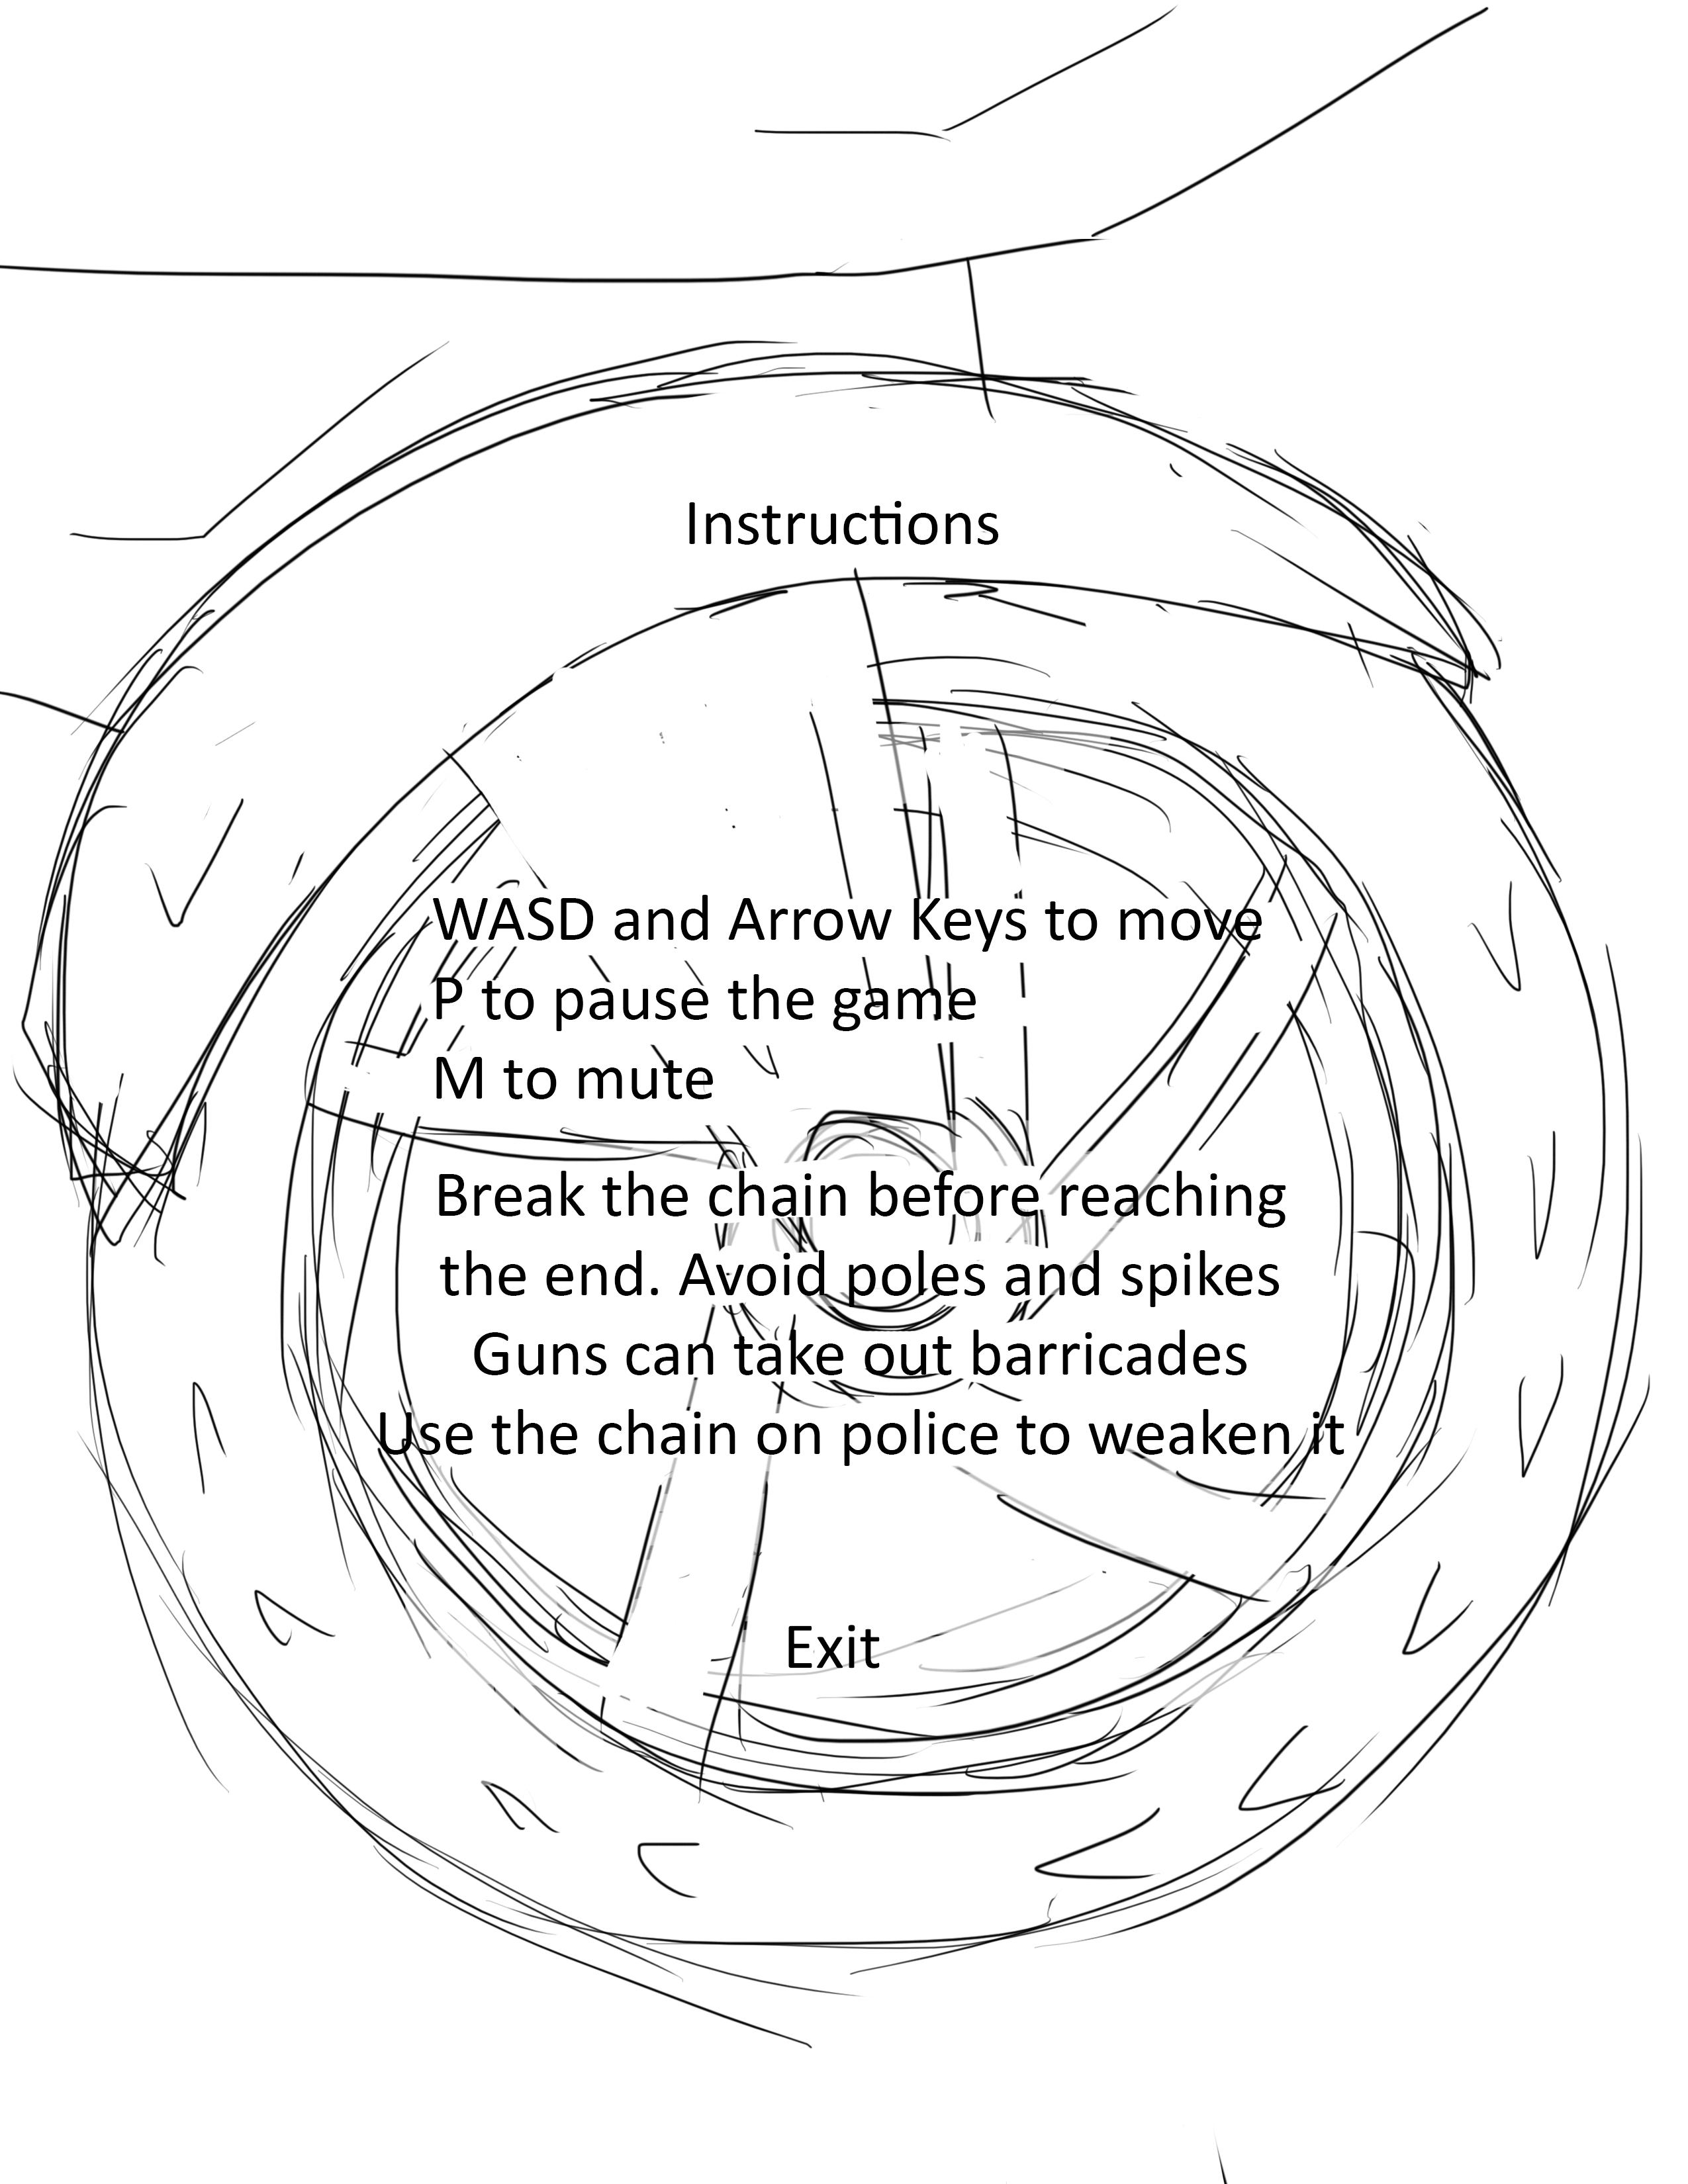 Instructions
WASD and Arrow Keys to move
P to pause the game
M to mute
Break the chain before reaching
the end. Avoid poles and spikes
Guns can take out barricades
Use the chain on police to weaken it
Exit